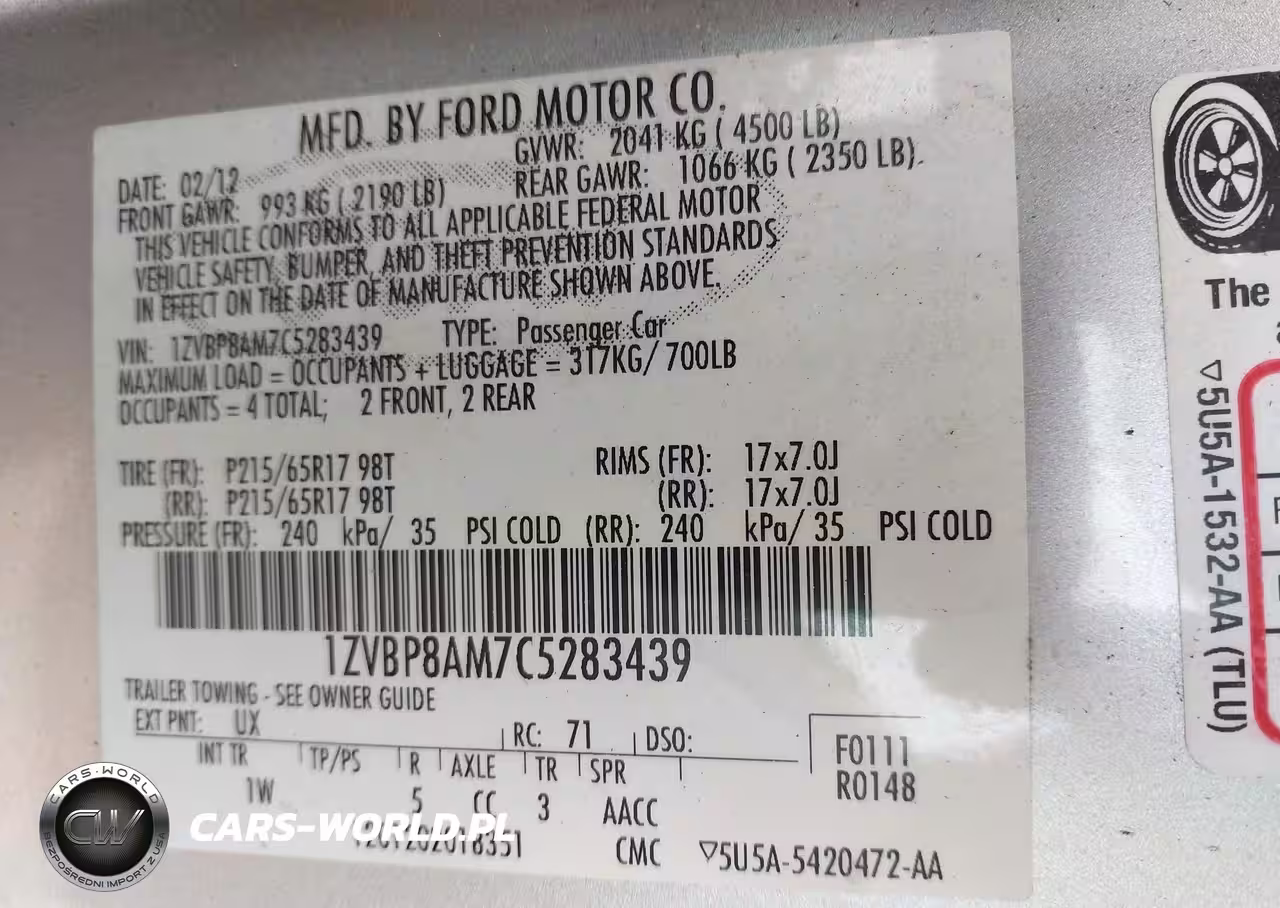 MFD. BY FORD MOTOR CO.
DATE: 02/12 GVWR: 2041 KG ( 4500 LB)
FRONT GAWR: 993 KG ( 2190 LB) REAR GAWR: 1066 KG ( 2350 LB).
THIS VEHICLE CONFORMS TO ALL APPLICABLE FEDERAL MOTOR
VEHICLE SAFETY, BUMPER, AND THEFT PREVENTION STANDARDS
IN EFFECT ON THE DATE OF MANUFACTURE SHOWN ABOVE.
VIN: 1ZVBP8AM7C5283439 TYPE: Passenger Car
MAXIMUM LOAD = OCCUPANTS + LUGGAGE = 317KG/ 700LB
OCCUPANTS = 4 TOTAL; 2 FRONT, 2 REAR
TIRE (FR): P215/65R17 98T RIMS (FR): 17x7.0J
(RR): P215/65R17 98T (RR): 17x7.0J
PRESSURE (FR): 240 kPa/ 35 PSI COLD (RR): 240 kPa/ 35 PSI COLD
1ZVBP8AM7C5283439
TRAILER TOWING - SEE OWNER GUIDE
EXT PNT: UX RC: 71 DSO:
INT TR TP/PS R AXLE TR SPR
1W 5 CC 3 AACC
F0111
R0148
CMC ▽5U5A-5420472-AA
The
▽5U5A-1532-AA (TLU)
CARS-WORLD
CW
BEZPOŚREDNI IMPORT Z USA
CARS-WORLD.PL